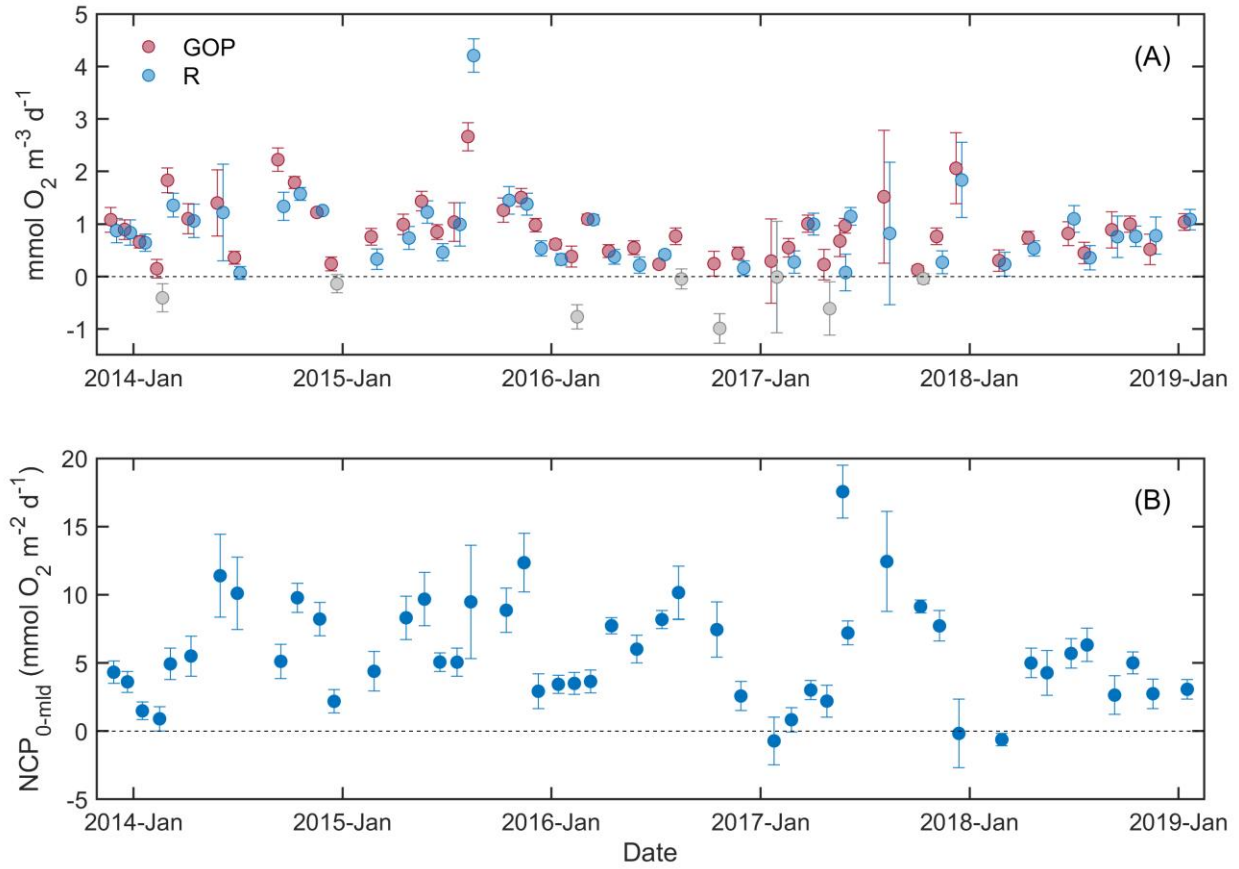 5
4
3
2
1
0
-1
mmol O₂ m⁻³ d⁻¹
GOP
R
(A)
2014-Jan 2015-Jan 2016-Jan 2017-Jan 2018-Jan 2019-Jan
20
15
10
5
0
-5
NCP₀₋mld (mmol O₂ m⁻² d⁻¹)
(B)
2014-Jan 2015-Jan 2016-Jan 2017-Jan 2018-Jan 2019-Jan
Date